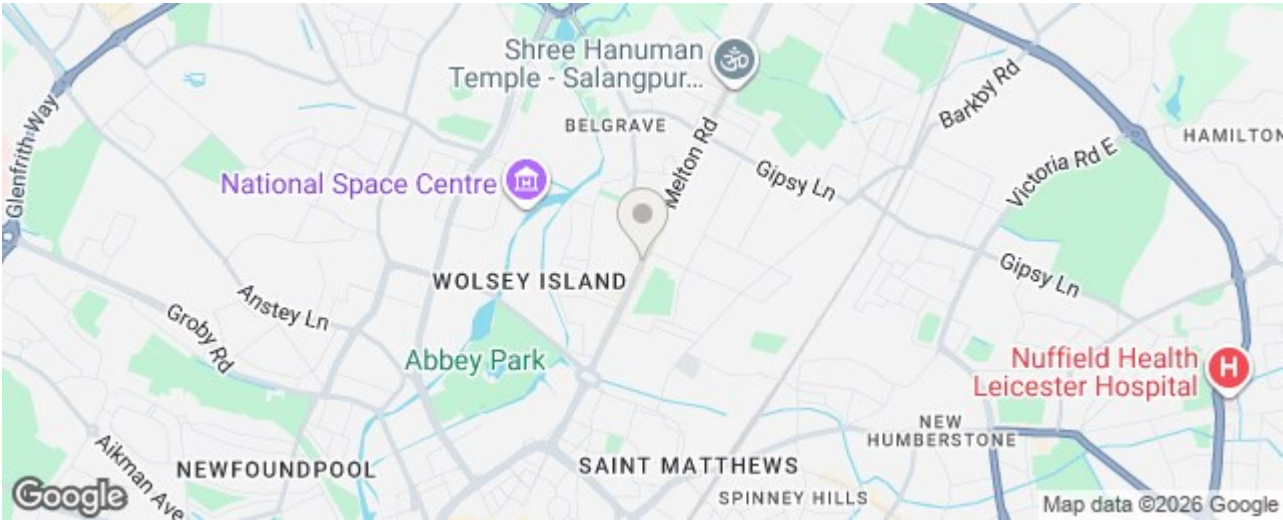 Shree Hanuman
Temple - Salangpur...
Glenfrith Way
BELGRAVE
Melton Rd
Barkby Rd
HAMILTON
Victoria Rd E
National Space Centre
Gipsy Ln
WOLSEY ISLAND
Gipsy Ln
Anstey Ln
Groby Rd
Abbey Park
Nuffield Health
Leicester Hospital
H
NEW
HUMBERSTONE
Aikman Ave
NEWFOUNDPOOL
SAINT MATTHEWS
SPINNEY HILLS
Google
Map data ©2026 Google